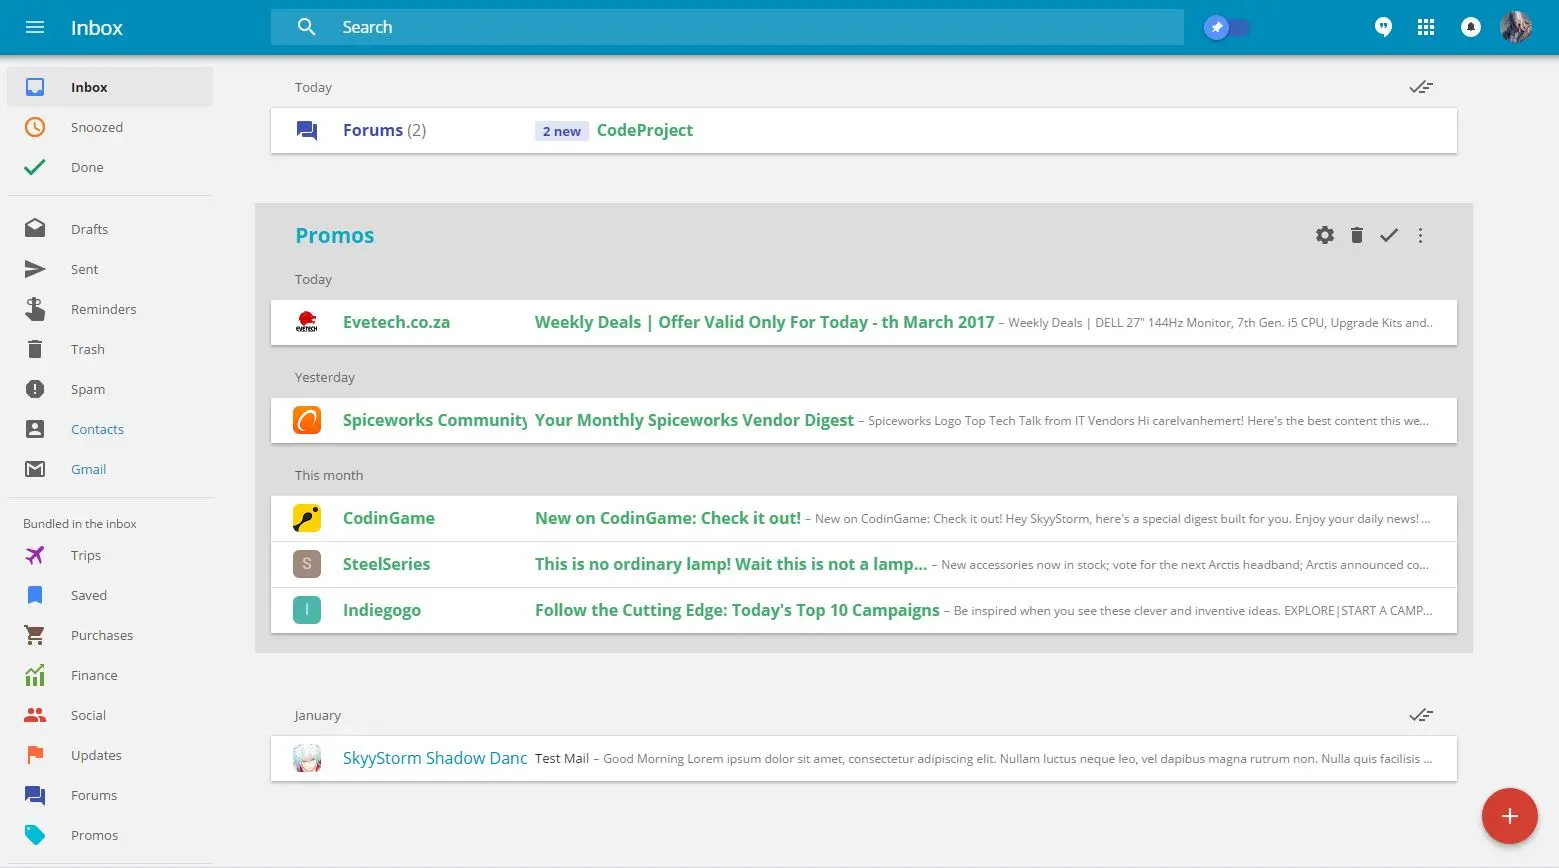 Inbox
Search
Inbox
Snoozed
Done
Drafts
Sent
Reminders
Trash
Spam
Contacts
Gmail
Bundled in the inbox
Trips
Saved
Purchases
Finance
Social
Updates
Forums
Promos
Today
Forums (2) 2 new CodeProject
Promos
Today
EVETECH Evetech.co.za Weekly Deals | Offer Valid Only For Today - th March 2017 – Weekly Deals | DELL 27" 144Hz Monitor, 7th Gen. i5 CPU, Upgrade Kits and..
Yesterday
Spiceworks Community Your Monthly Spiceworks Vendor Digest – Spiceworks Logo Top Tech Talk from IT Vendors Hi carelvanhemert! Here's the best content this we...
This month
CodinGame New on CodinGame: Check it out! – New on CodinGame: Check it out! Hey SkyyStorm, here's a special digest built for you. Enjoy your daily news! ...
S SteelSeries This is no ordinary lamp! Wait this is not a lamp... – New accessories now in stock; vote for the next Arctis headband; Arctis announced co...
I Indiegogo Follow the Cutting Edge: Today's Top 10 Campaigns – Be inspired when you see these clever and inventive ideas. EXPLORE|START A CAMP...
January
SkyyStorm Shadow Danc Test Mail – Good Morning Lorem ipsum dolor sit amet, consectetur adipiscing elit. Nullam luctus neque leo, vel dapibus magna rutrum non. Nulla quis facilisis ...